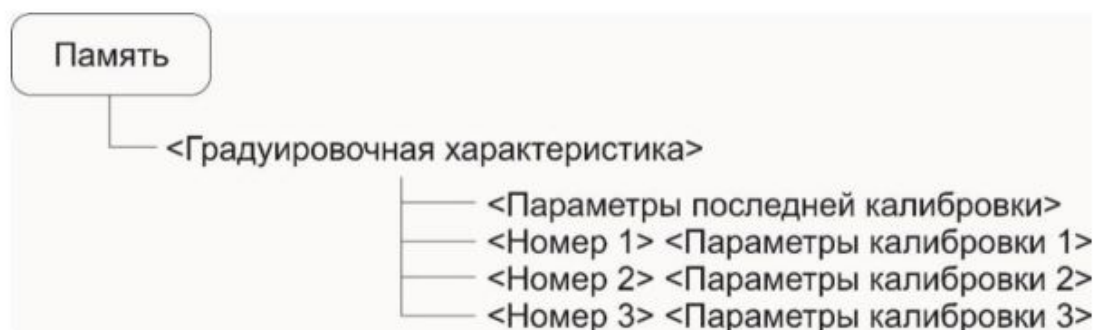 Память
<Градуировочная характеристика>
<Параметры последней калибровки>
<Номер 1> <Параметры калибровки 1>
<Номер 2> <Параметры калибровки 2>
<Номер 3> <Параметры калибровки 3>